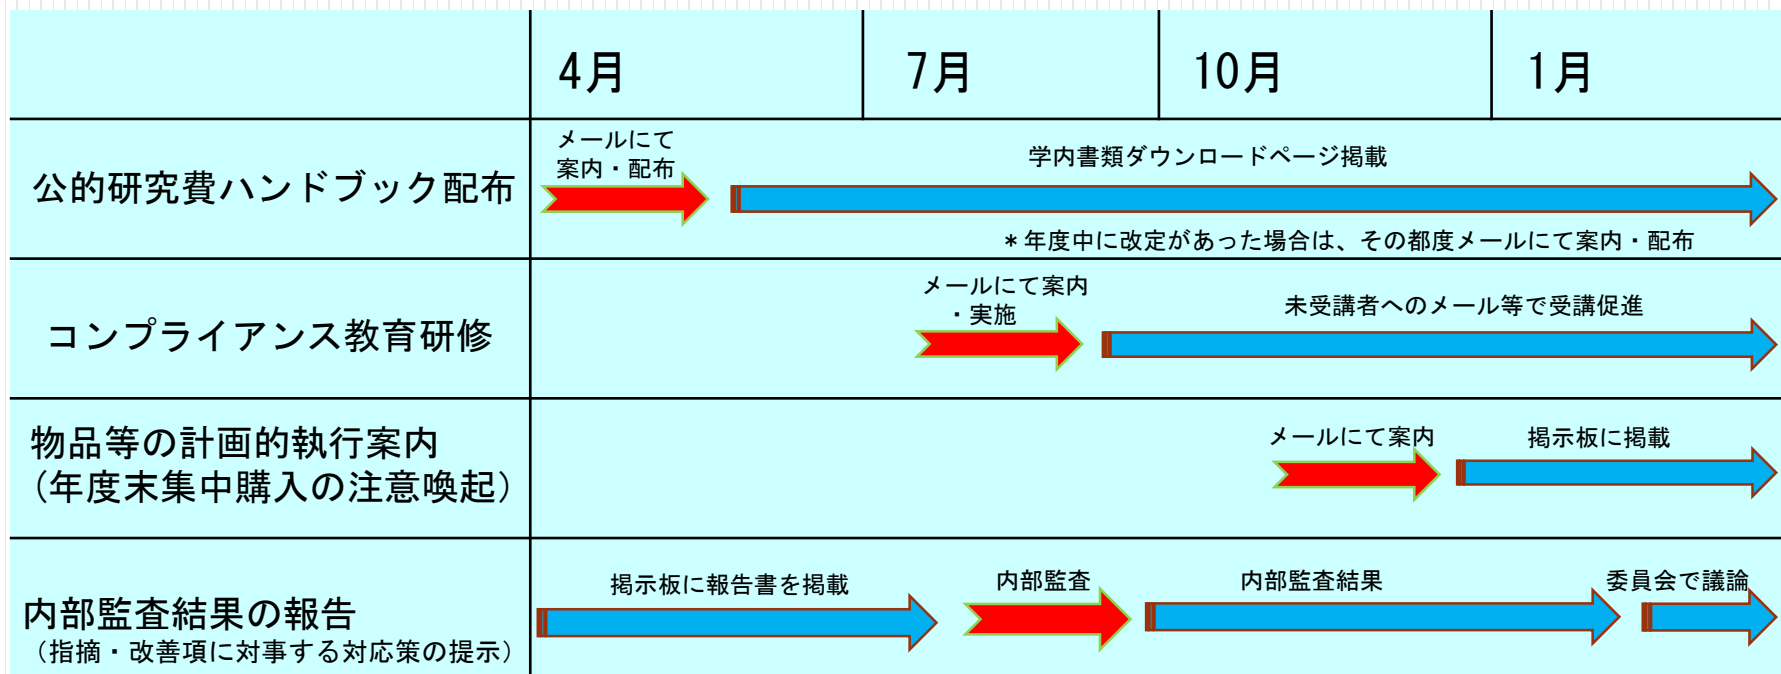 4月
7月
10月
1月
公的研究費ハンドブック配布
メールにて
案内・配布
学内書類ダウンロードページ掲載
＊年度中に改定があった場合は、その都度メールにて案内・配布
コンプライアンス教育研修
メールにて案内
・実施
未受講者へのメール等で受講促進
物品等の計画的執行案内
（年度末集中購入の注意喚起）
メールにて案内
掲示板に掲載
内部監査結果の報告
（指摘・改善項に対事する対応策の提示）
掲示板に報告書を掲載
内部監査
内部監査結果
委員会で議論